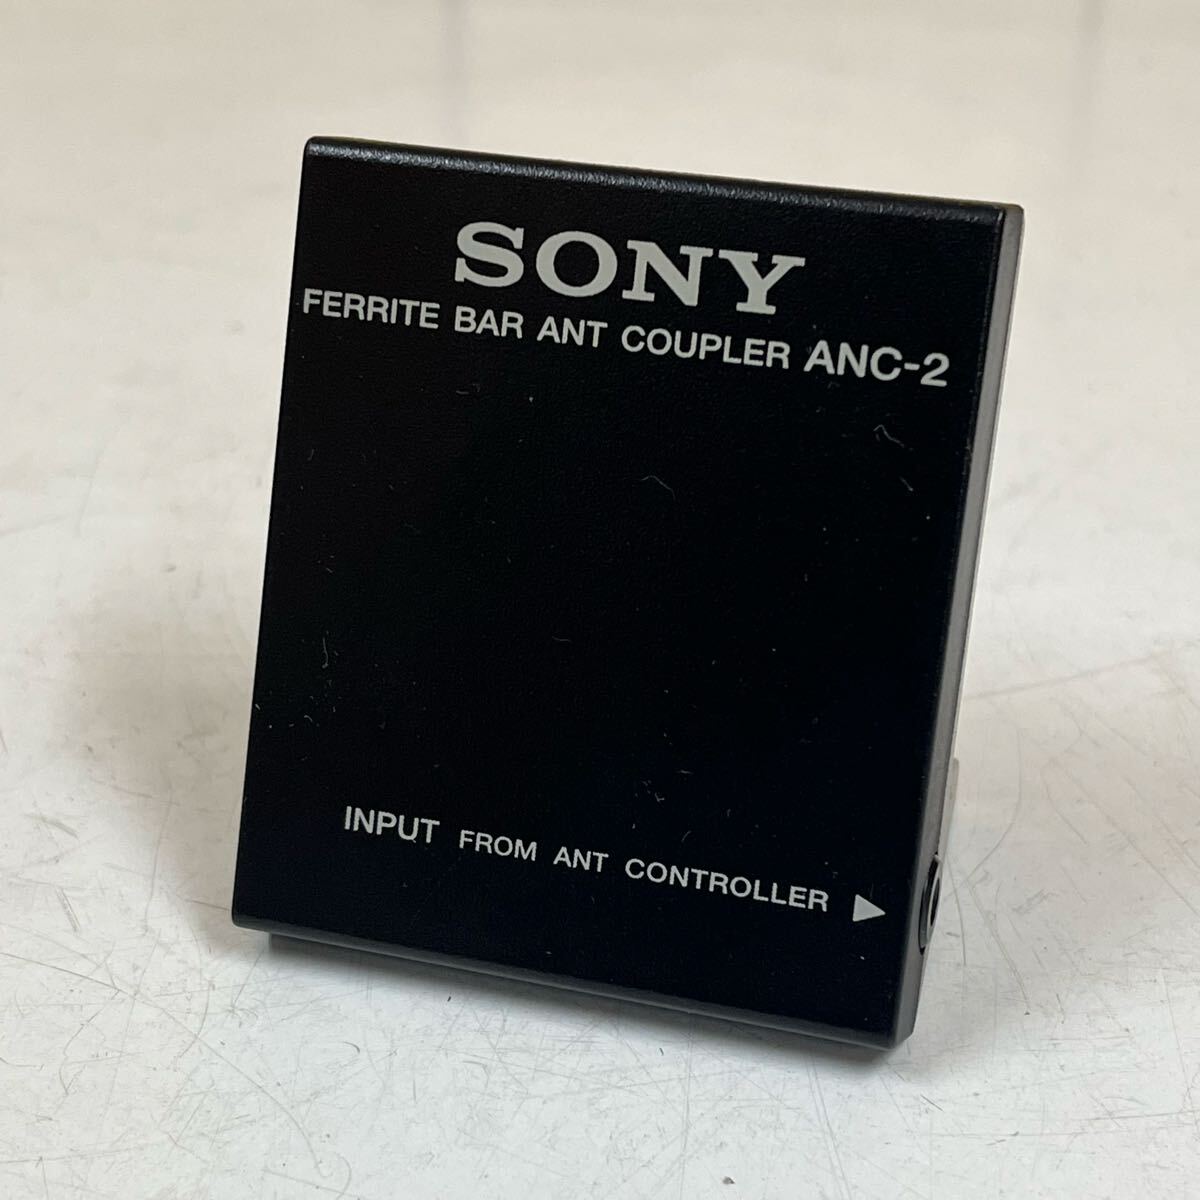 SONY
FERRITE BAR ANT COUPLER ANC-2
INPUT FROM ANT CONTROLLER ▶